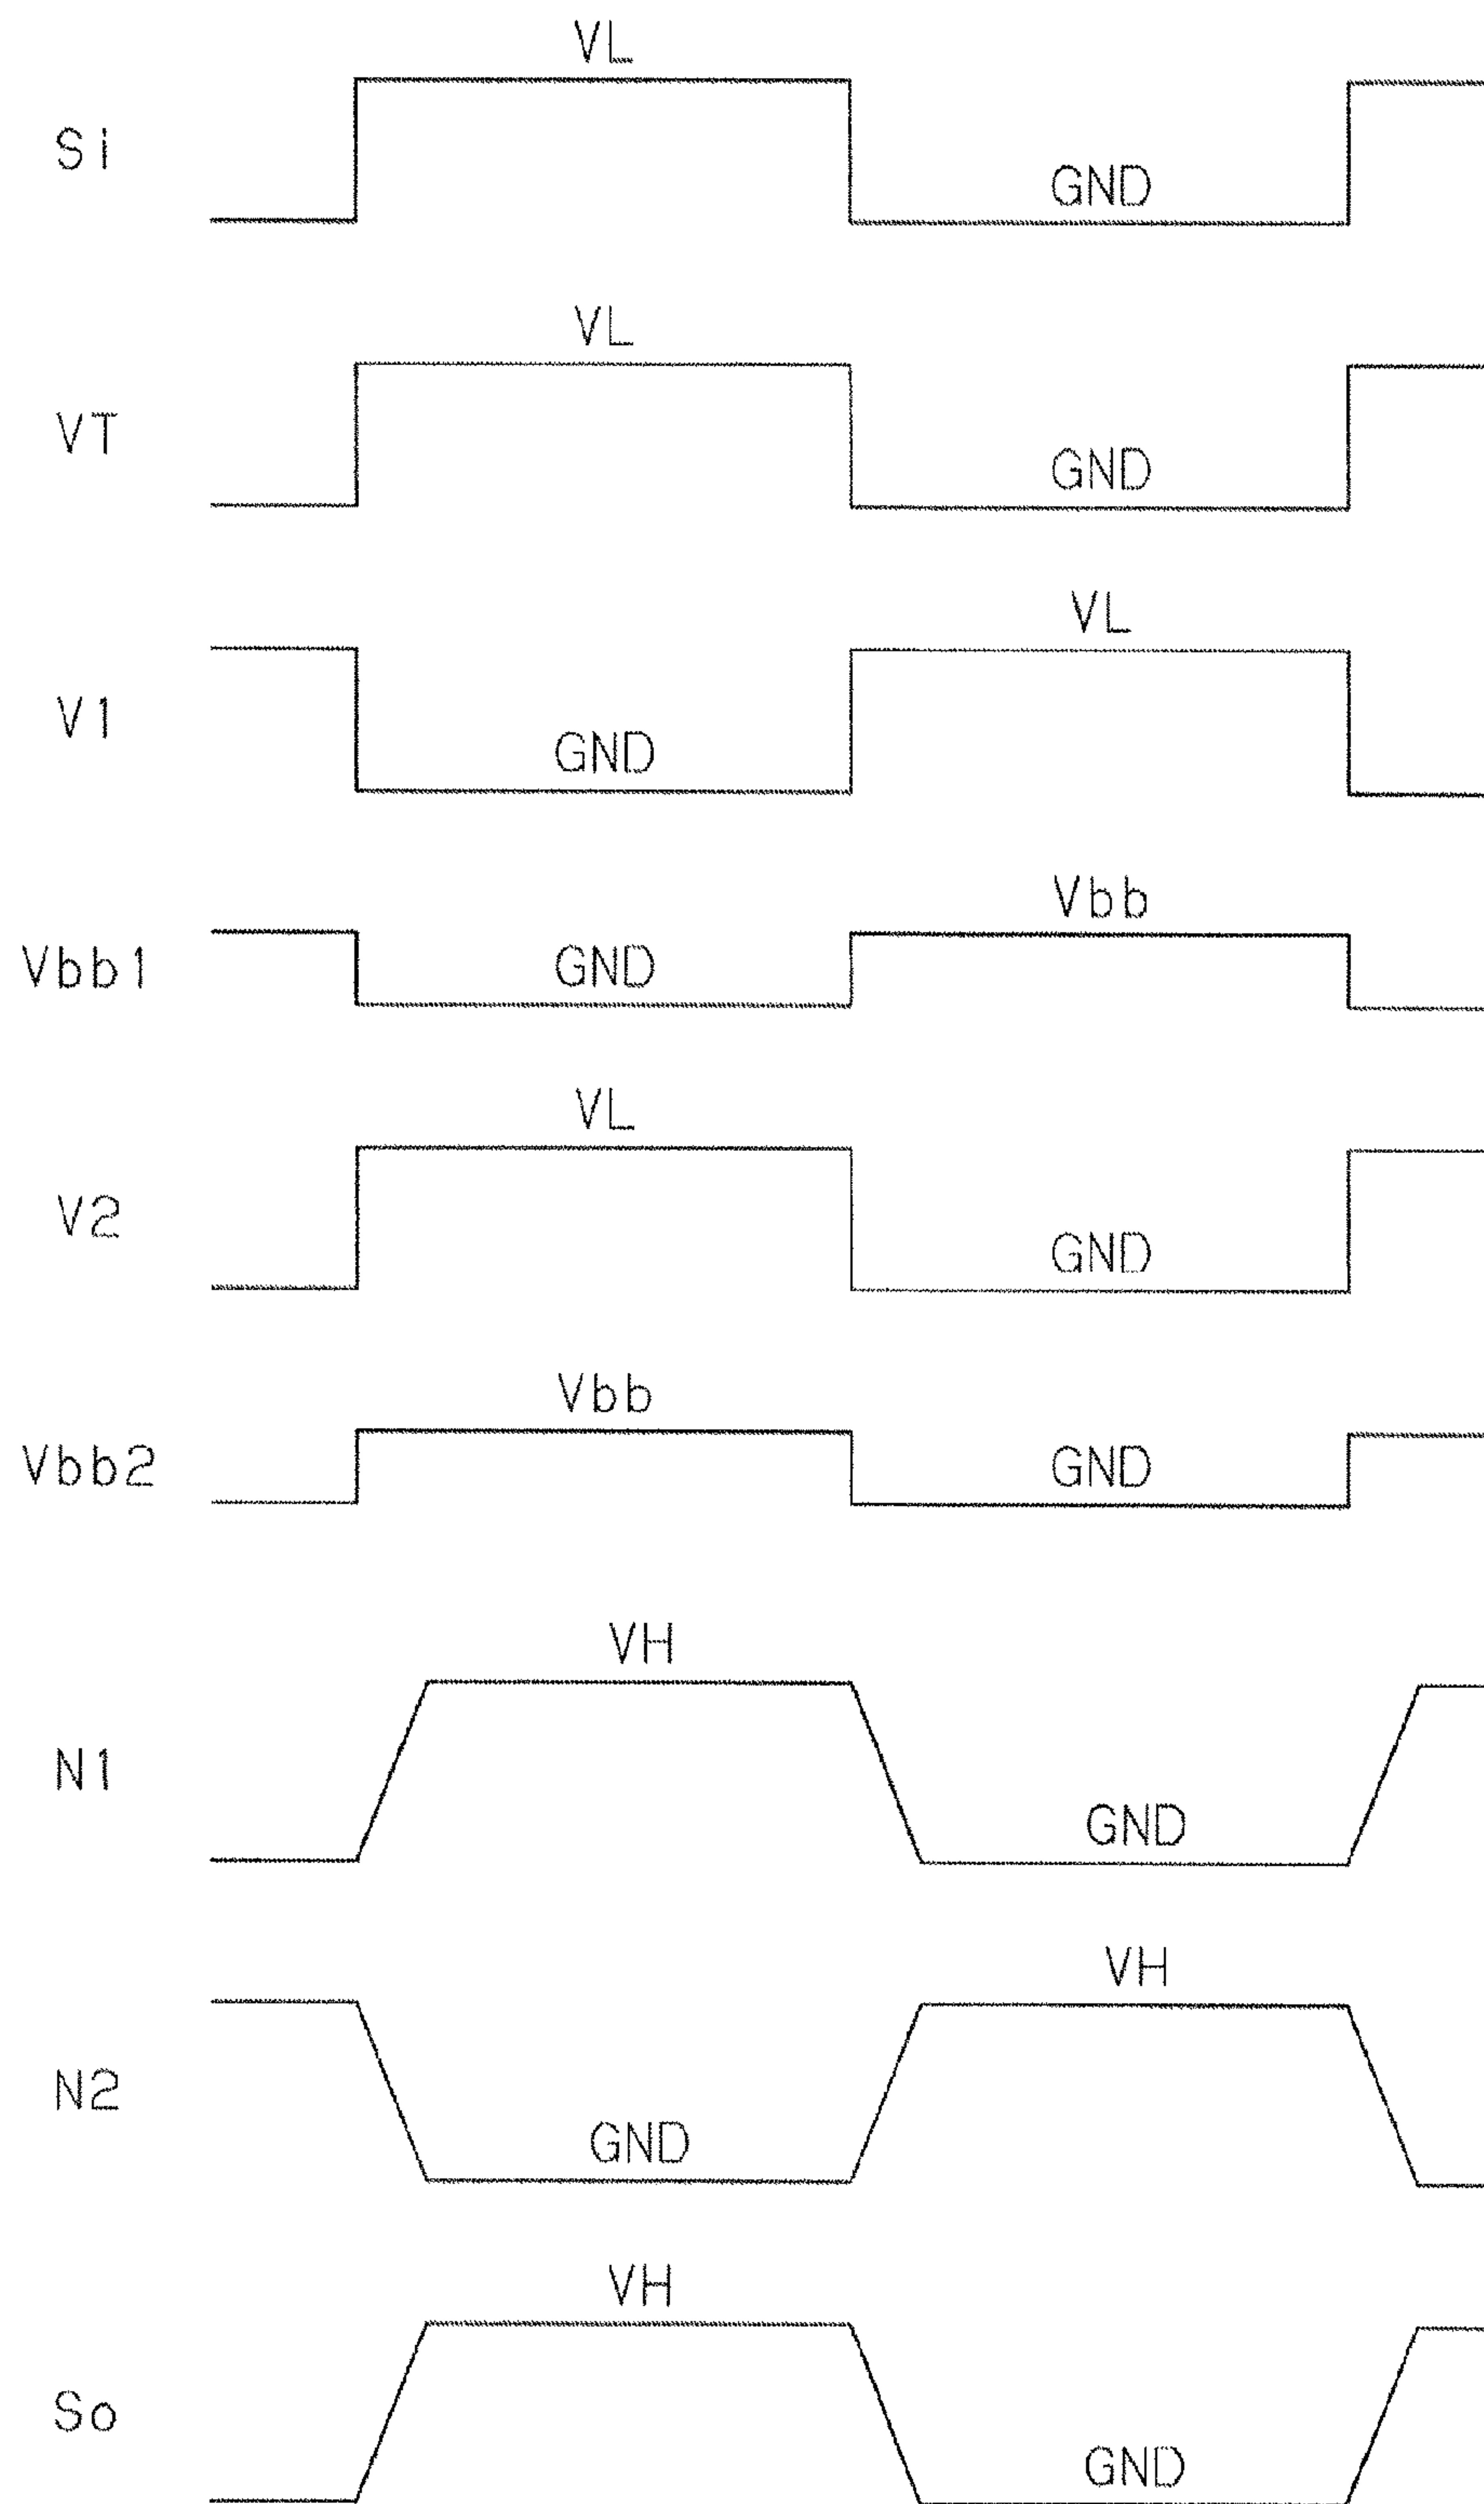 VL
Si
GND
VL
VT
GND
VL
V1
GND
Vbb
Vbb1
GND
VL
V2
GND
Vbb
Vbb2
GND
VH
N1
GND
VH
N2
GND
VH
So
GND